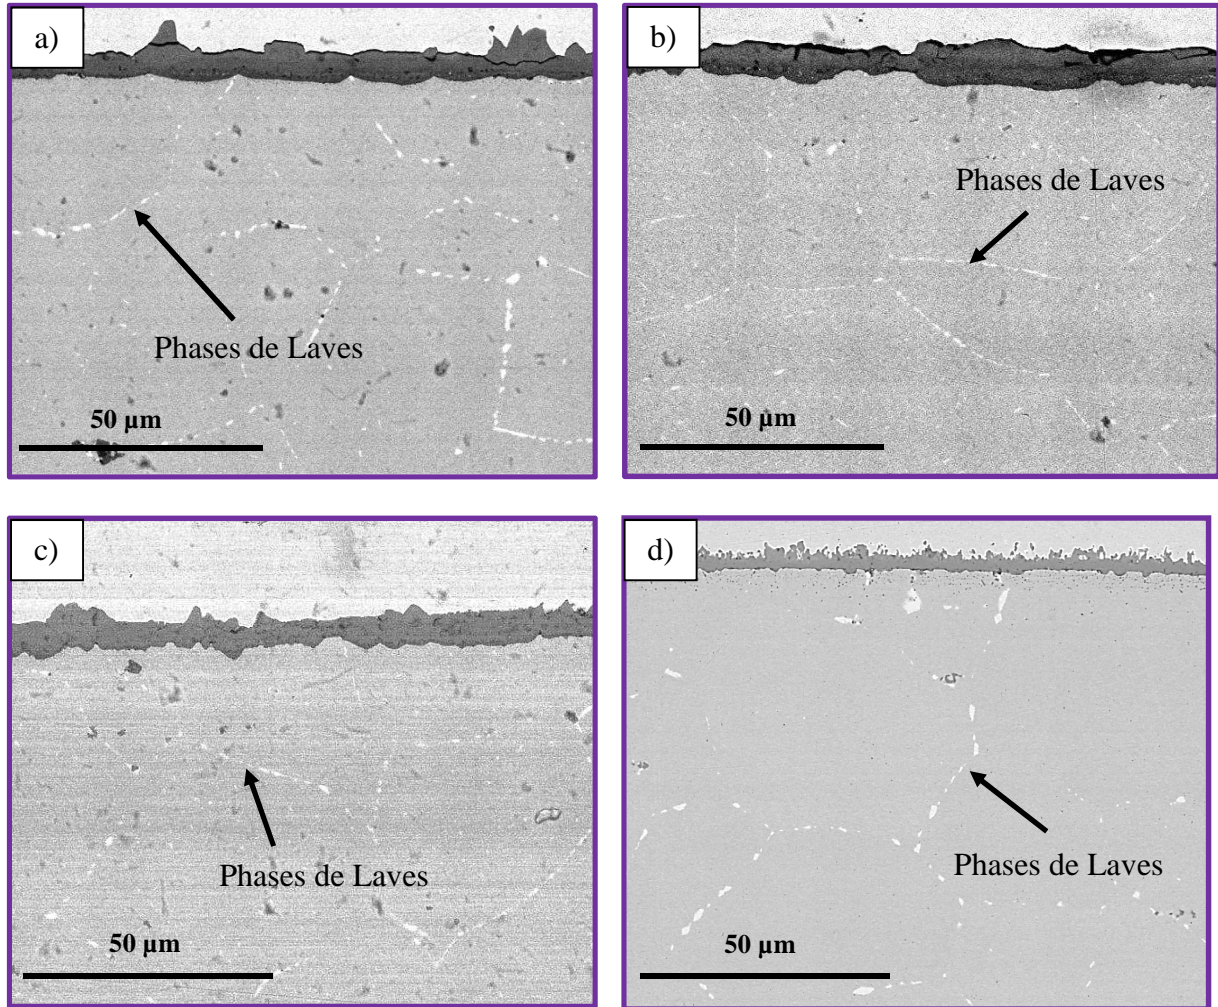 a)
Phases de Laves
50 µm
b)
Phases de Laves
50 µm
c)
Phases de Laves
50 µm
d)
Phases de Laves
50 µm